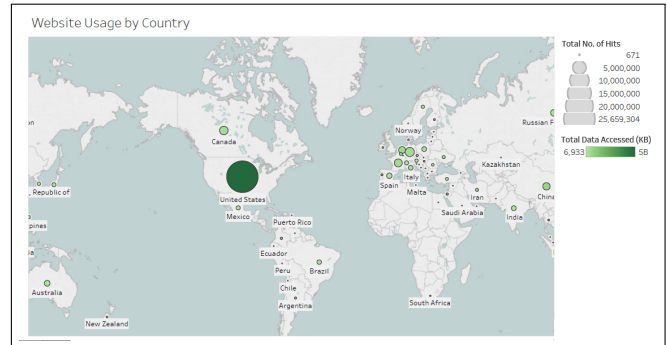 Website Usage by Country
Total No. of Hits
671
5,000,000
10,000,000
15,000,000
20,000,000
25,659,304
Total Data Accessed (KB)
6,933 5B
Norway
Russian F
Canada
Kazakhstan
, Republic of
United States
Spain
Italy
Malta
Iran
China
Mexico
Puerto Rico
Saudi Arabia
India
pines
Ecuador
Peru
Brazil
Australia
Chile
Argentina
South Africa
New Zealand